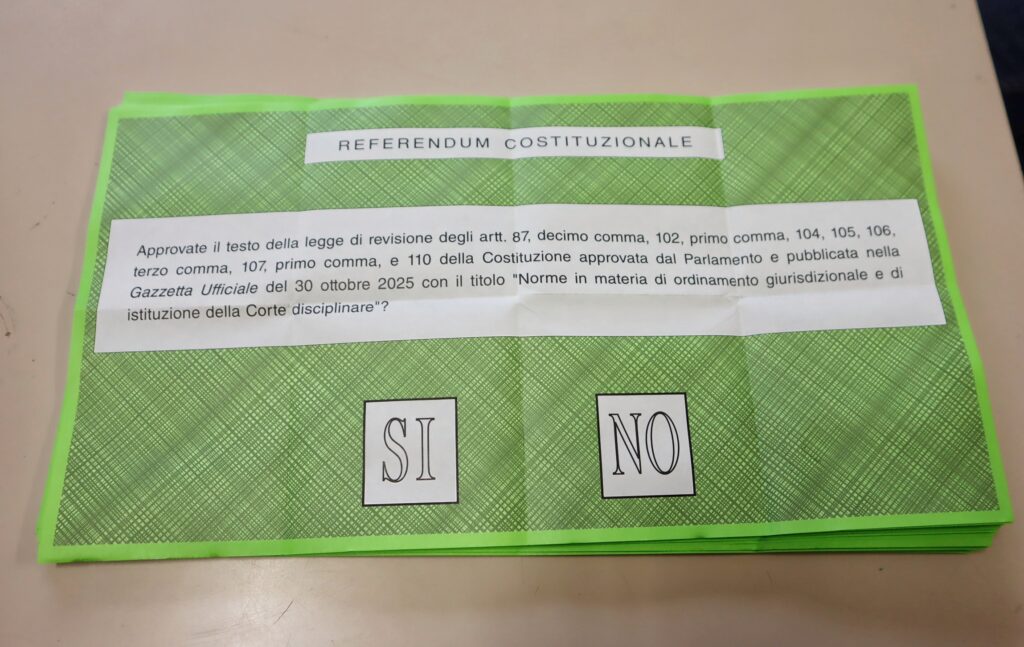 REFERENDUM COSTITUZIONALE
Approvate il testo della legge di revisione degli artt. 87, decimo comma, 102, primo comma, 104, 105, 106,
terzo comma, 107, primo comma, e 110 della Costituzione approvata dal Parlamento e pubblicata nella
Gazzetta Ufficiale del 30 ottobre 2025 con il titolo "Norme in materia di ordinamento giurisdizionale e di
istituzione della Corte disciplinare"?
SI NO